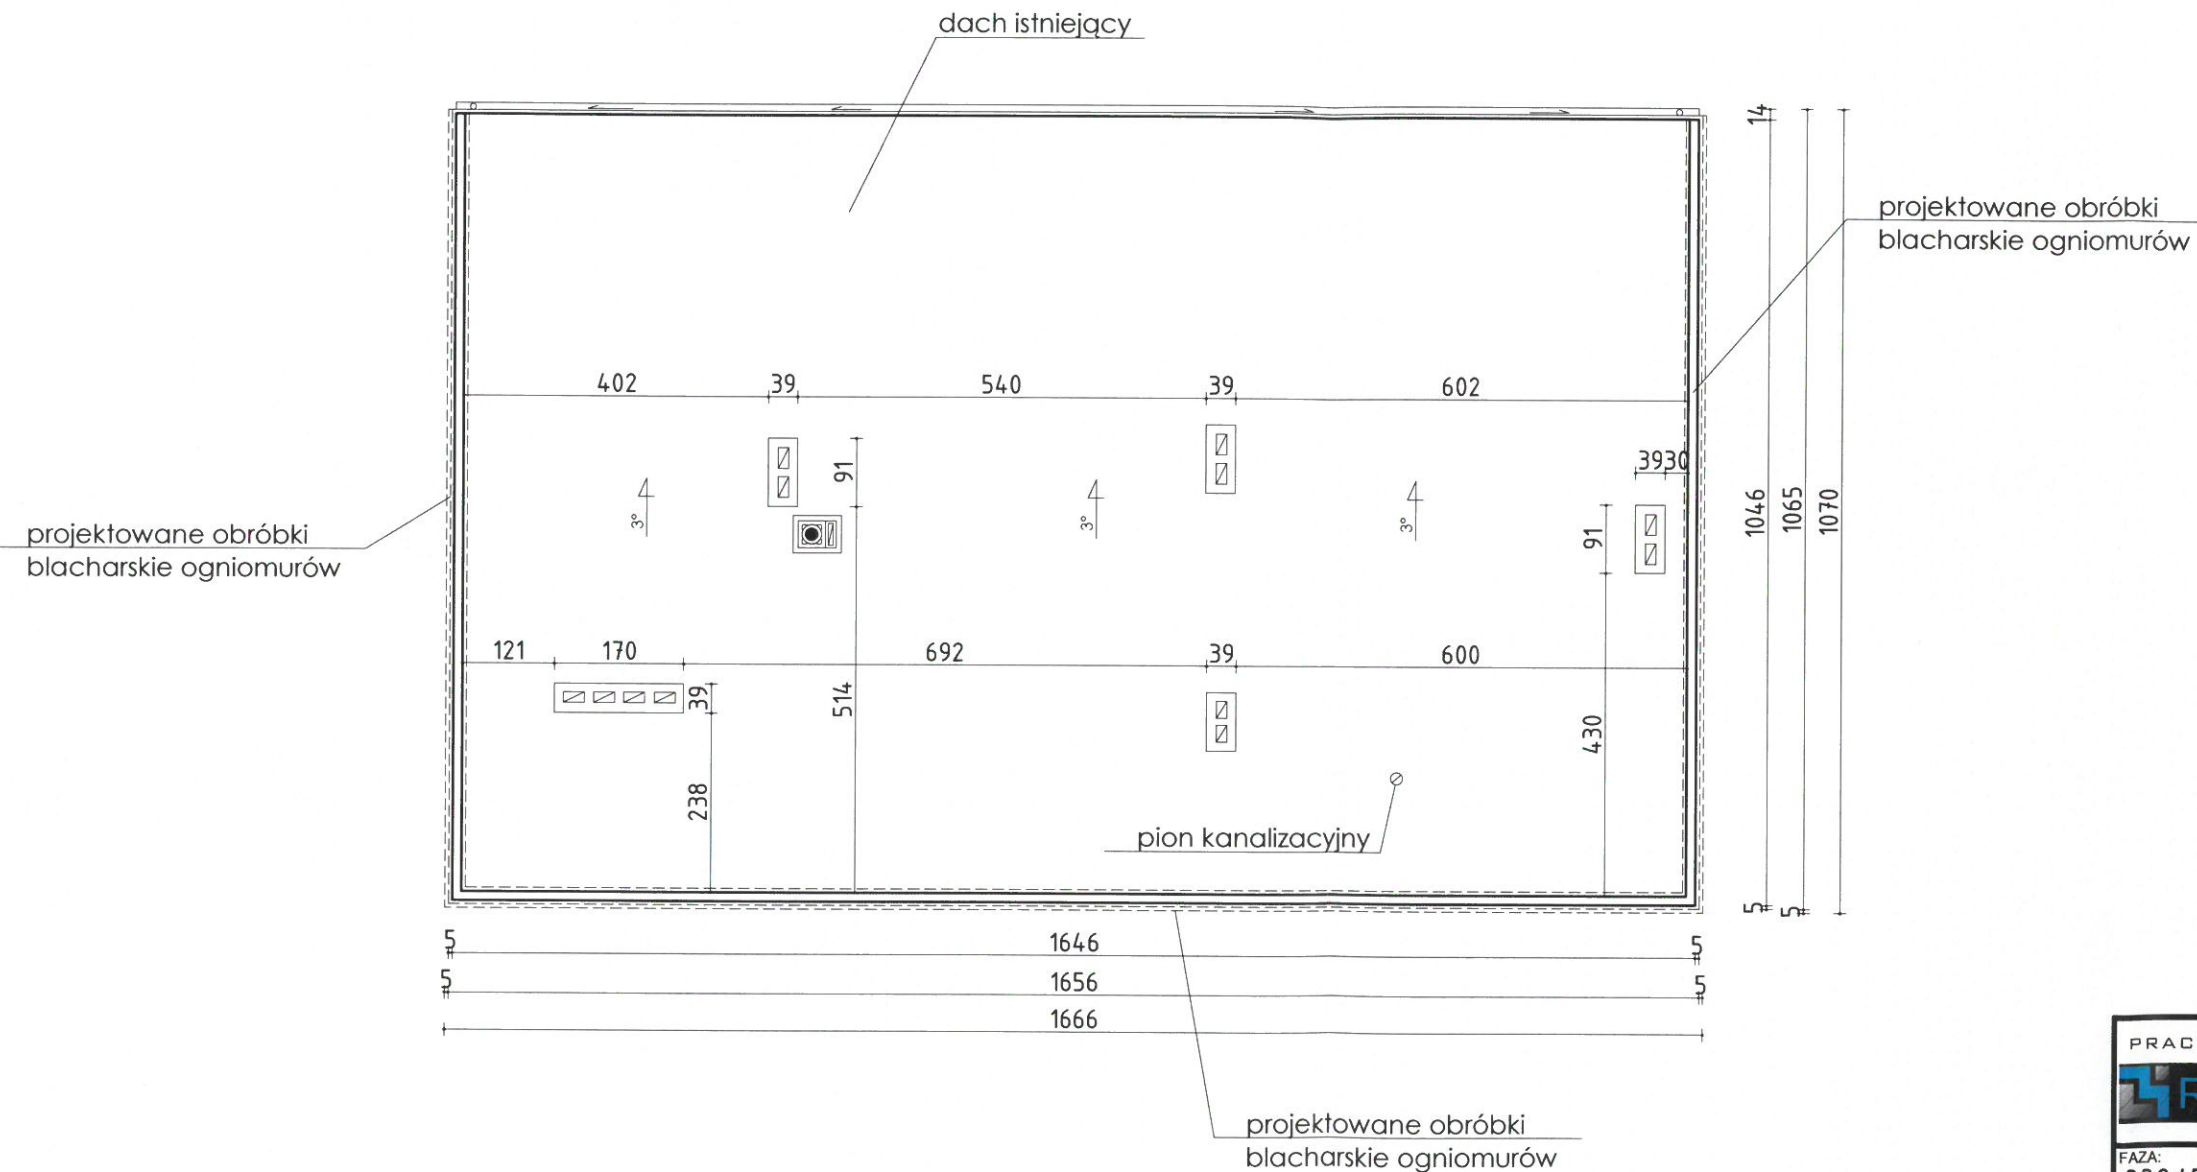 dach istniejący
14
projektowane obróbki
blacharskie ogniomurów
402 39 540 39 602
91
3930
3°
3°
3°
1046
1065
1070
91
projektowane obróbki
blacharskie ogniomurów
121 170 692 39 600
39
514
430
238
pion kanalizacyjny
5
5
5 1646 5
5 1656 5
1666
PRAC
projektowane obróbki
blacharskie ogniomurów
FAZA: